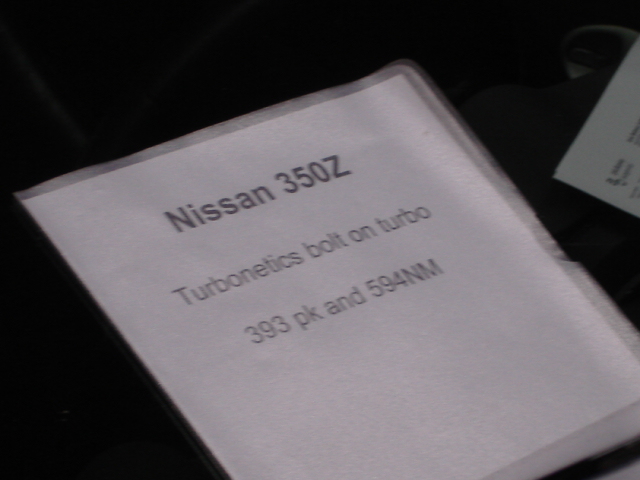 Nissan 350Z
Turbonetics bolt on turbo
393 pk and 594NM